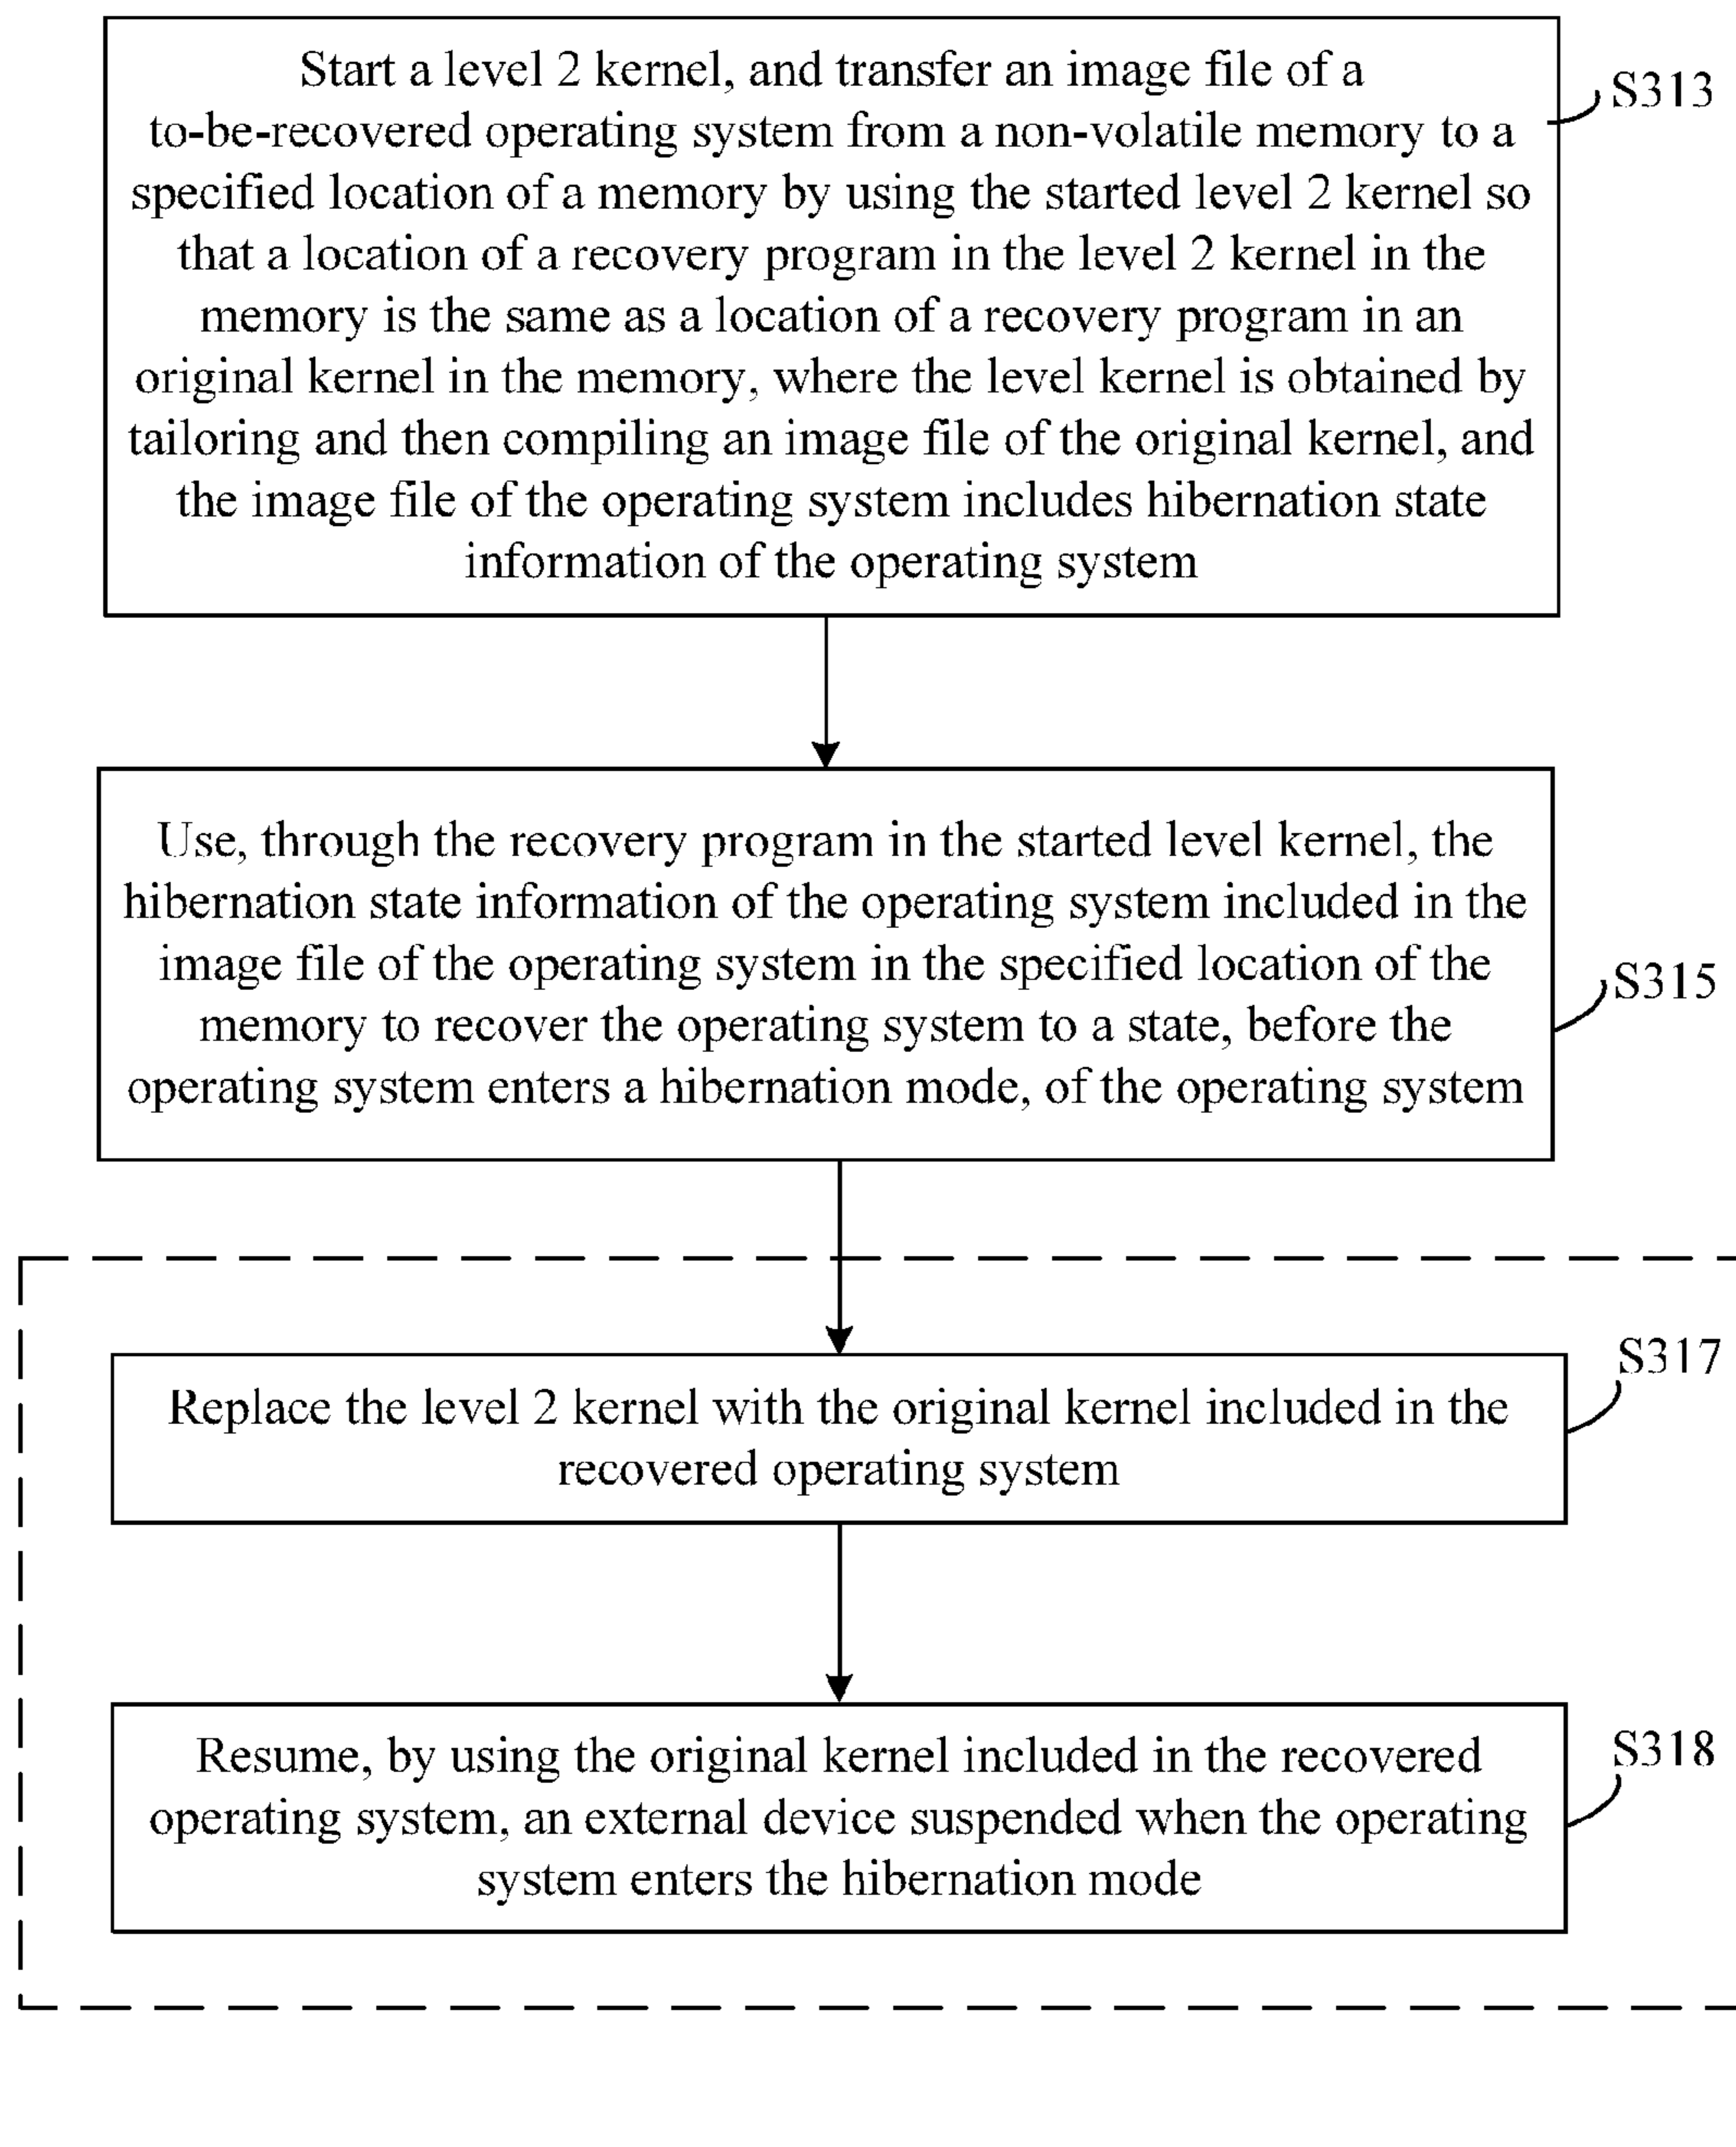 Start a level 2 kernel, and transfer an image file of a
to-be-recovered operating system from a non-volatile memory to a
specified location of a memory by using the started level 2 kernel so
that a location of a recovery program in the level 2 kernel in the
memory is the same as a location of a recovery program in an
original kernel in the memory, where the level kernel is obtained by
tailoring and then compiling an image file of the original kernel, and
the image file of the operating system includes hibernation state
information of the operating system
S313
Use, through the recovery program in the started level kernel, the
hibernation state information of the operating system included in the
image file of the operating system in the specified location of the
memory to recover the operating system to a state, before the
operating system enters a hibernation mode, of the operating system
S315
Replace the level 2 kernel with the original kernel included in the
recovered operating system
S317
Resume, by using the original kernel included in the recovered
operating system, an external device suspended when the operating
system enters the hibernation mode
S318